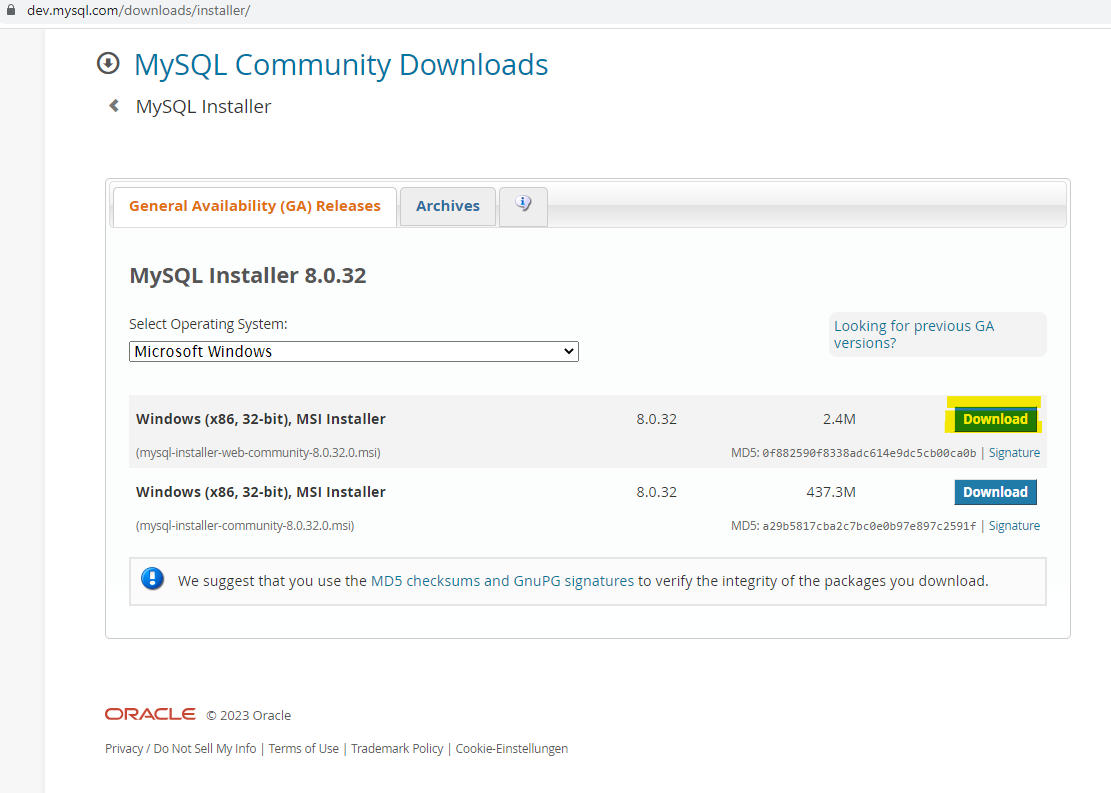 dev.mysql.com/downloads/installer/
MySQL Community Downloads
MySQL Installer
General Availability (GA) Releases Archives
MySQL Installer 8.0.32
Select Operating System:
Looking for previous GA versions?
Microsoft Windows
Windows (x86, 32-bit), MSI Installer 8.0.32 2.4M Download
(mysql-installer-web-community-8.0.32.0.msi) MD5: 0f882590f8338adc614e9dc5cb00ca0b | Signature
Windows (x86, 32-bit), MSI Installer 8.0.32 437.3M Download
(mysql-installer-community-8.0.32.0.msi) MD5: a29b5817cba2c7bc0e0b97e897c2591f | Signature
We suggest that you use the MD5 checksums and GnuPG signatures to verify the integrity of the packages you download.
ORACLE © 2023 Oracle
Privacy / Do Not Sell My Info | Terms of Use | Trademark Policy | Cookie-Einstellungen